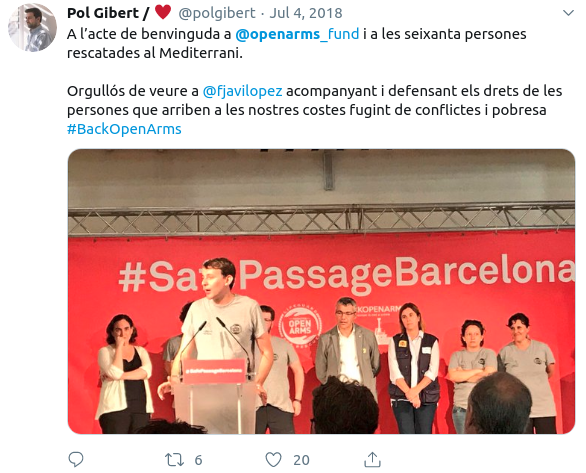 Pol Gibert / @polgibert · Jul 4, 2018
A l'acte de benvinguda a @openarms_fund i a les seixanta persones
rescatades al Mediterrani.
Orgullós de veure a @fjavilopez acompanyant i defensant els drets de les
persones que arriben a les nostres costes fugint de conflictes i pobresa
#BackOpenArms
#Sa PassageBarcelona
OPEN
ARMS
CKOPENARM
#SafePassageBarcelona
6 20